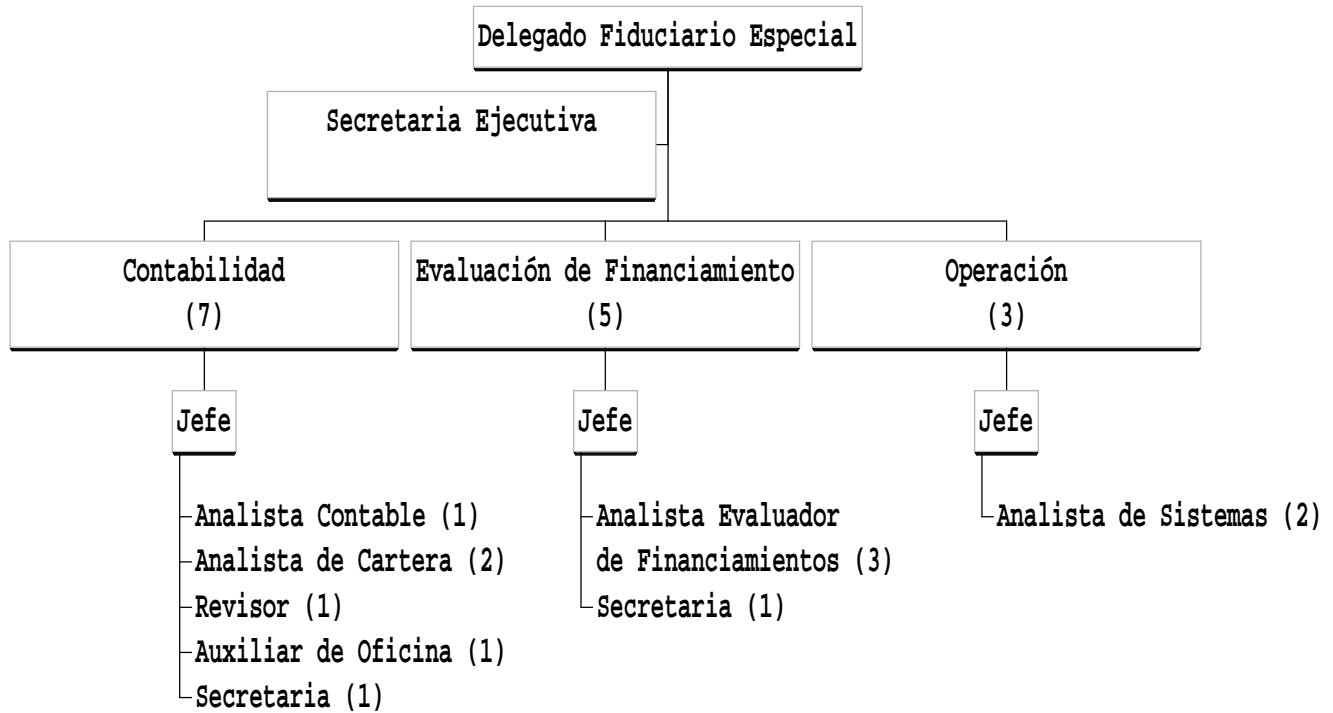 Delegado Fiduciario Especial
Secretaria Ejecutiva
Contabilidad
(7)
Evaluación de Financiamiento
(5)
Operación
(3)
Jefe
Jefe
Jefe
Analista Contable (1)
Analista de Cartera (2)
Revisor (1)
Auxiliar de Oficina (1)
Secretaria (1)
Analista Evaluador
de Financiamientos (3)
Secretaria (1)
Analista de Sistemas (2)